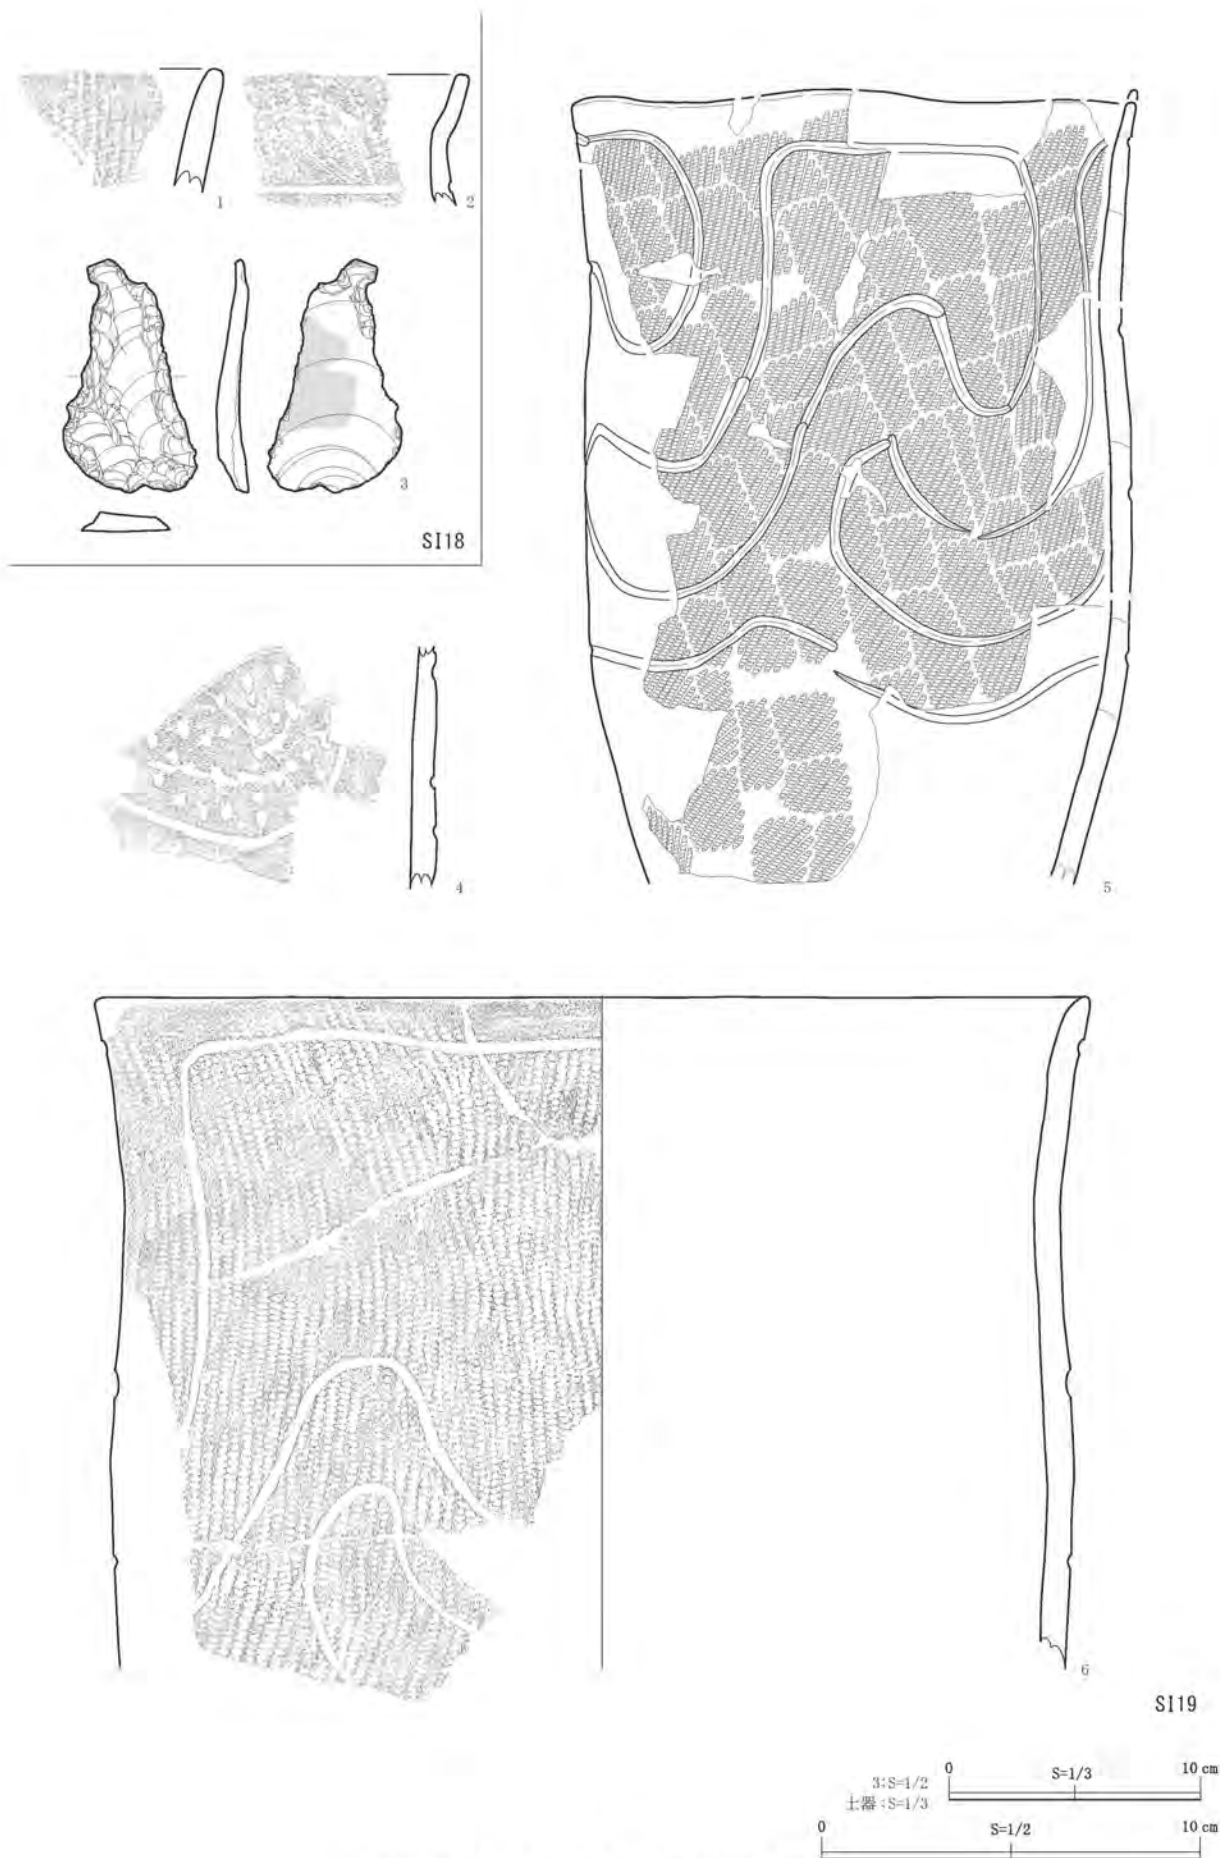 1
2
3
SI18
4
5
6
SI19
3:S=1/2
土器:S=1/3
0 S=1/3 10 cm
0 S=1/2 10 cm